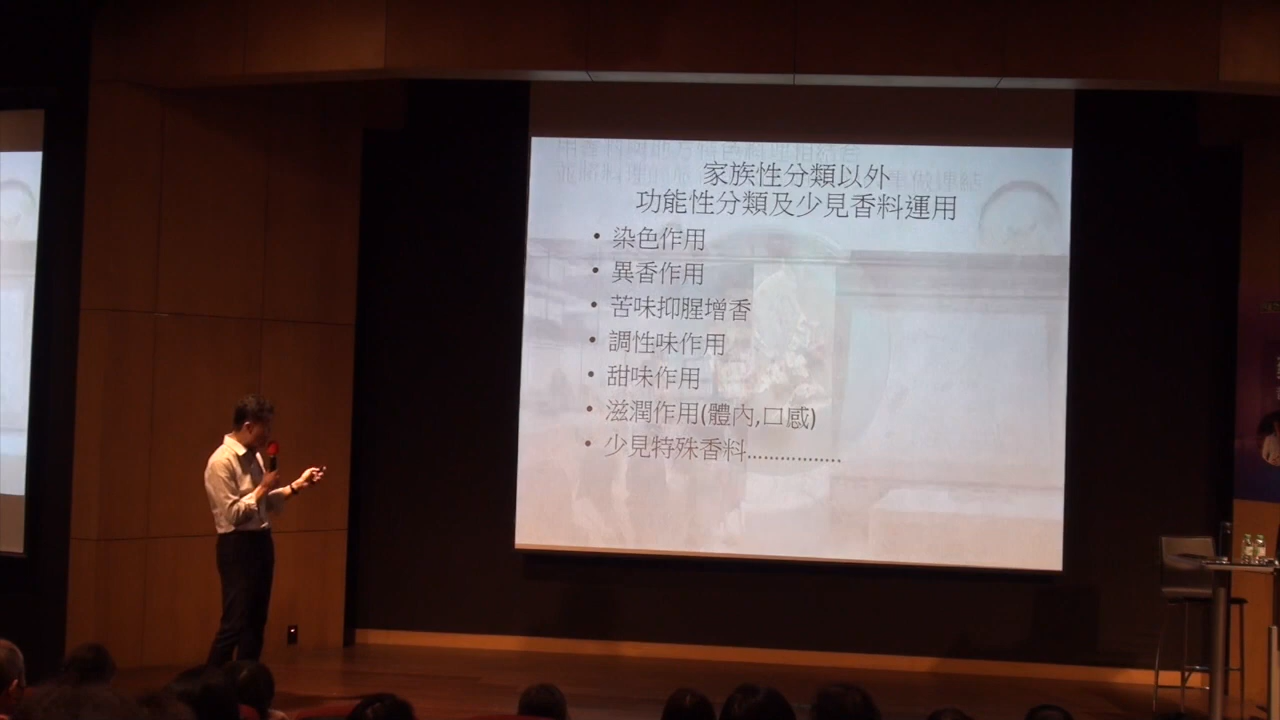 家族性分類以外
功能性分類及少見香料運用
• 染色作用
• 異香作用
• 苦味抑腥增香
• 調性味作用
• 甜味作用
• 滋潤作用(體內,口感)
• 少見特殊香料..................